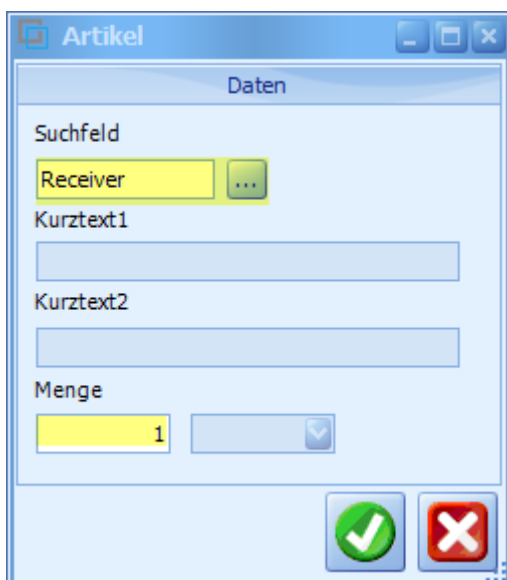 Artikel
Daten
Suchfeld
Receiver ...
Kurztext1
Kurztext2
Menge
1